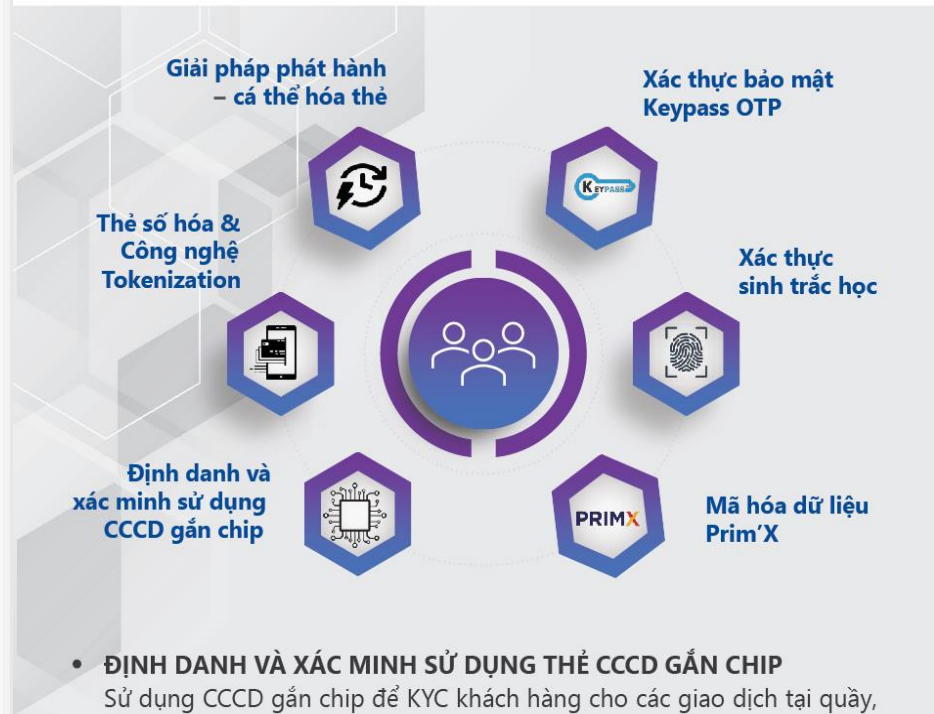 Giải pháp phát hành
– cá thể hóa thẻ
Xác thực bảo mật
Keypass OTP
KEYPASS
Thẻ số hóa &
Công nghệ
Tokenization
Xác thực
sinh trắc học
Định danh và
xác minh sử dụng
CCCD gắn chip
PRIMX
Mã hóa dữ liệu
Prim'X
• ĐỊNH DANH VÀ XÁC MINH SỬ DỤNG THẺ CCCD GẮN CHIP
Sử dụng CCCD gắn chip để KYC khách hàng cho các giao dịch tại quầy,